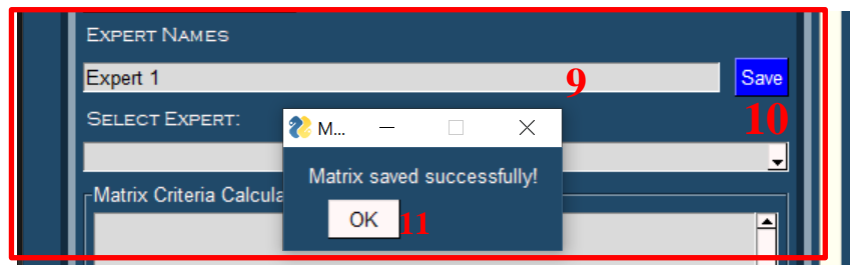 EXPERT NAMES
Expert 1
9
Save
SELECT EXPERT:
10
M...
Matrix saved successfully!
Matrix Criteria Calcula
OK
11